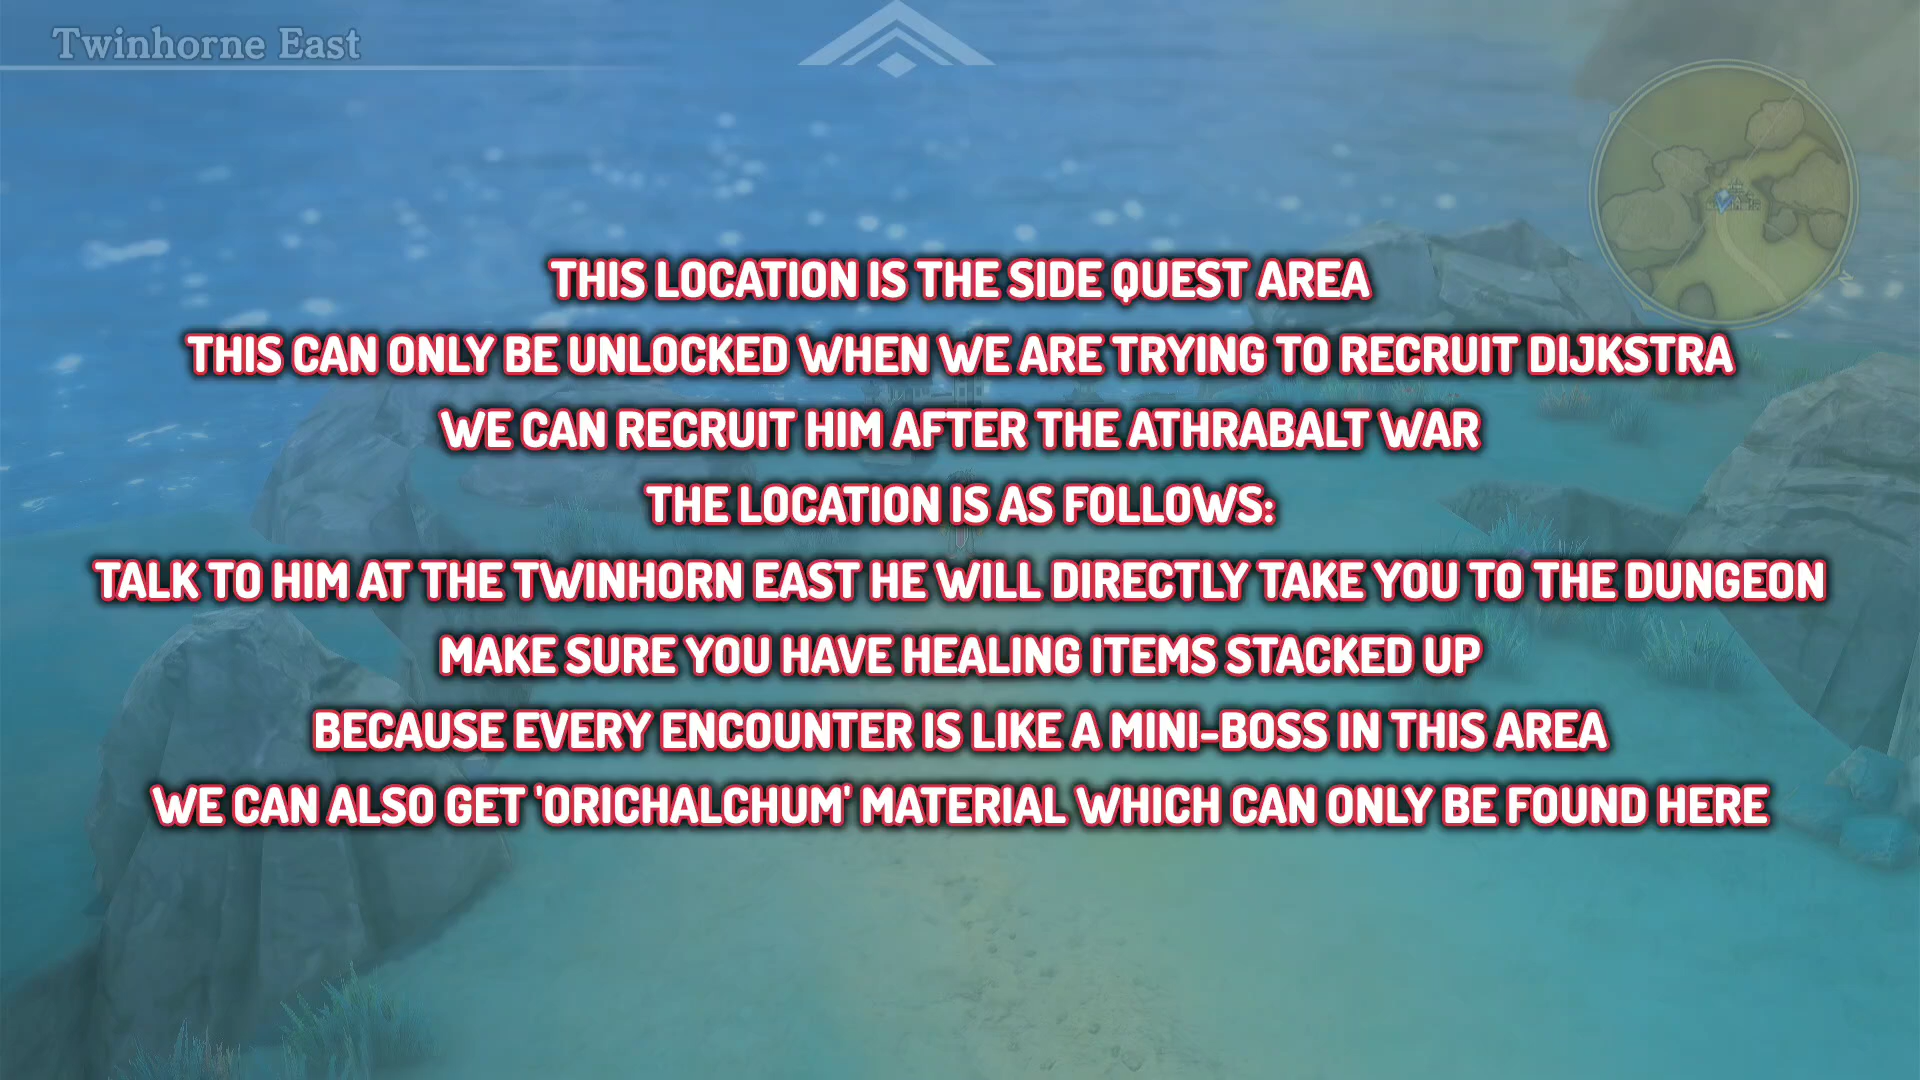 Twinhorne East
THIS LOCATION IS THE SIDE QUEST AREA
THIS CAN ONLY BE UNLOCKED WHEN WE ARE TRYING TO RECRUIT DIJKSTRA
WE CAN RECRUIT HIM AFTER THE ATHRABALT WAR
THE LOCATION IS AS FOLLOWS:
TALK TO HIM AT THE TWINHORN EAST HE WILL DIRECTLY TAKE YOU TO THE DUNGEON
MAKE SURE YOU HAVE HEALING ITEMS STACKED UP
BECAUSE EVERY ENCOUNTER IS LIKE A MINI-BOSS IN THIS AREA
WE CAN ALSO GET 'ORICHALCHUM' MATERIAL WHICH CAN ONLY BE FOUND HERE